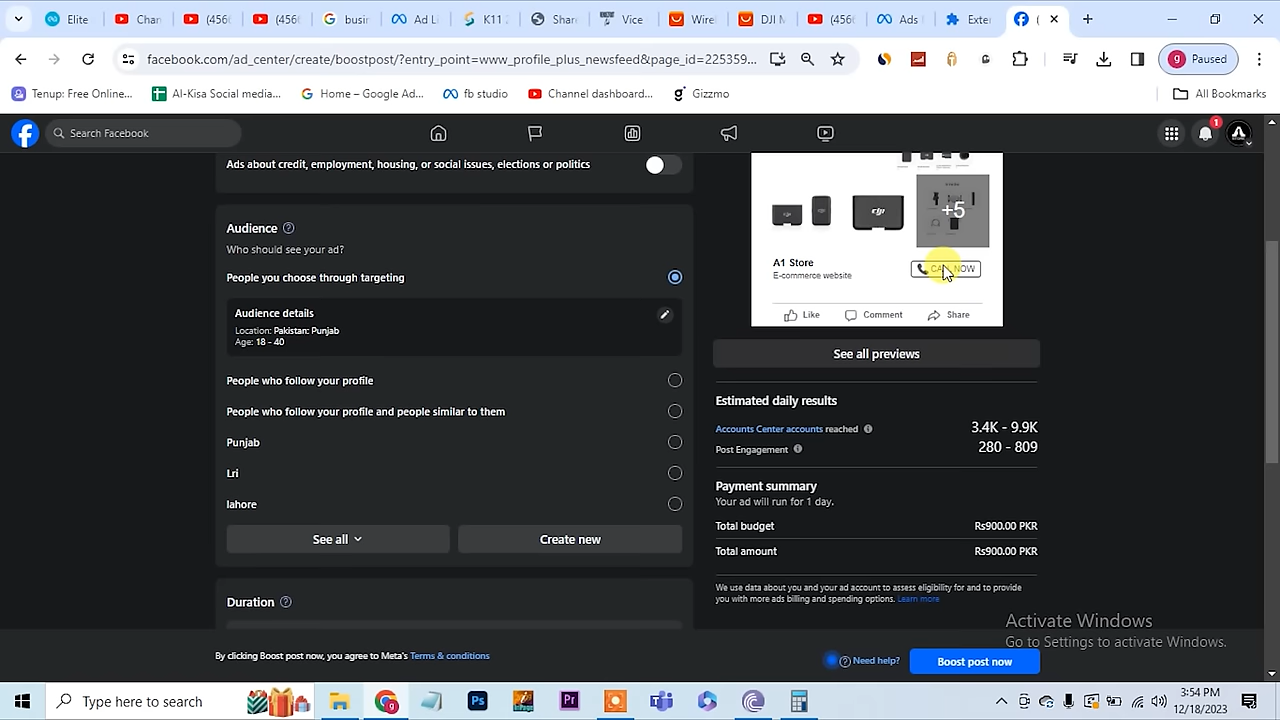 Elite
Chan
(456
(456
busin
Ad Li
K11
Shar
Vice
Wire
DJI M
(456
Ads
Exter
facebook.com/ad_center/create/boostpost/?entry_point=www_profile_plus_newsfeed&page_id=225359...
g Paused
Tenup: Free Online...
Al-Kisa Social media...
Home – Google Ad...
fb studio
Channel dashboard...
Gizmmo
All Bookmarks
Search Facebook
1
Ads about credit, employment, housing, or social issues, elections or politics
Audience
Who should see your ad?
People you choose through targeting
Audience details
Location: Pakistan: Punjab
Age: 18 - 40
People who follow your profile
People who follow your profile and people similar to them
Punjab
Lri
lahore
See all
Create new
Duration
By clicking Boost post now, you agree to Meta's Terms & conditions
dji
+5
A1 Store
E-commerce website
CALL NOW
Like
Comment
Share
See all previews
Estimated daily results
Accounts Center accounts reached
3.4K - 9.9K
Post Engagement
280 - 809
Payment summary
Your ad will run for 1 day.
Total budget
Rs900.00 PKR
Total amount
Rs900.00 PKR
We use data about you and your ad account to assess eligibility for and to provide
you with more ads billing and spending options. Learn more
Activate Windows
Go to Settings to activate Windows.
Need help?
Boost post now
Type here to search
3:54 PM
12/18/2023